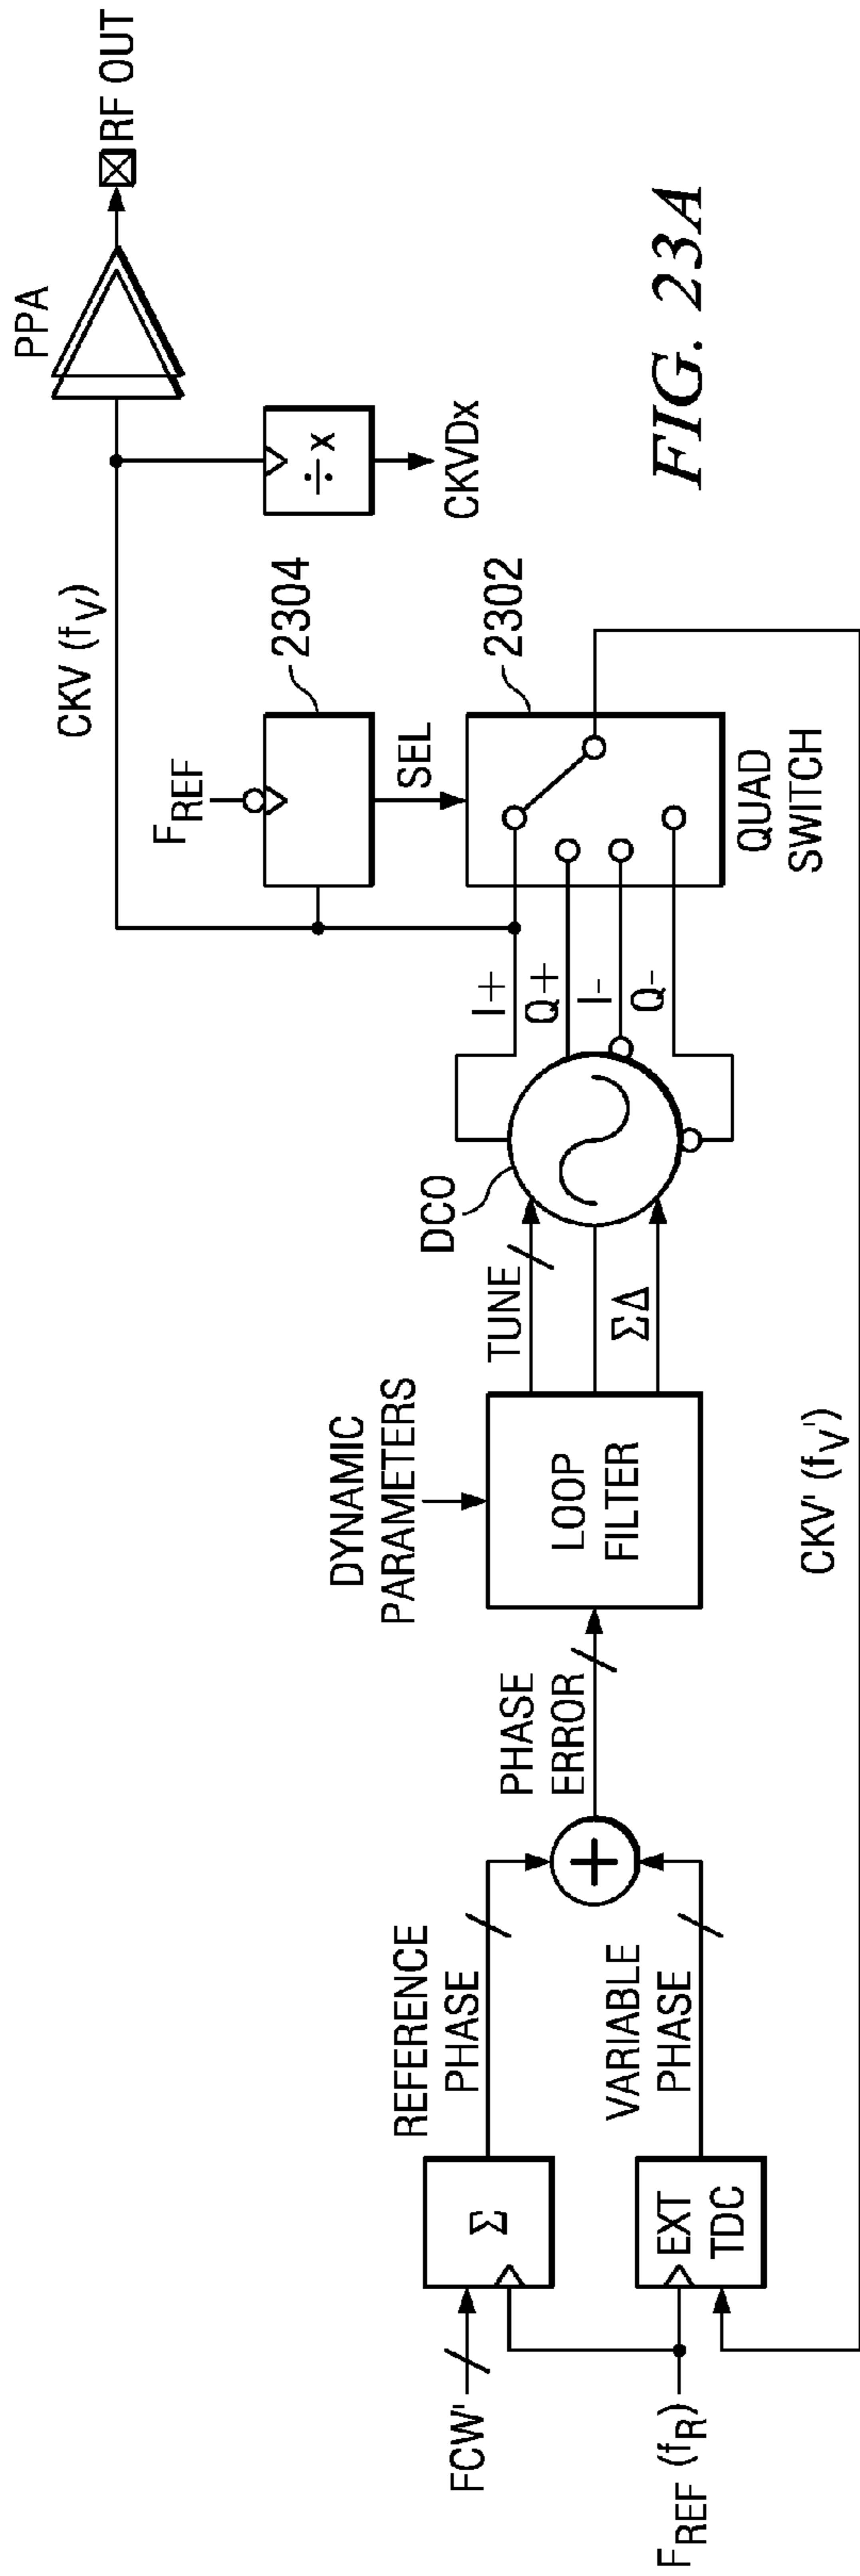 PPA
RF OUT
CKV (fV)
÷ x
CKVDx
FREF
2304
SEL
2302
QUAD
SWITCH
I+
Q+
I-
Q-
DCO
TUNE
ΣΔ
DYNAMIC
PARAMETERS
LOOP
FILTER
PHASE
ERROR
+
REFERENCE
PHASE
VARIABLE
PHASE
Σ
EXT
TDC
FCW'
FREF (fR)
CKV' (fV')
FIG. 23A